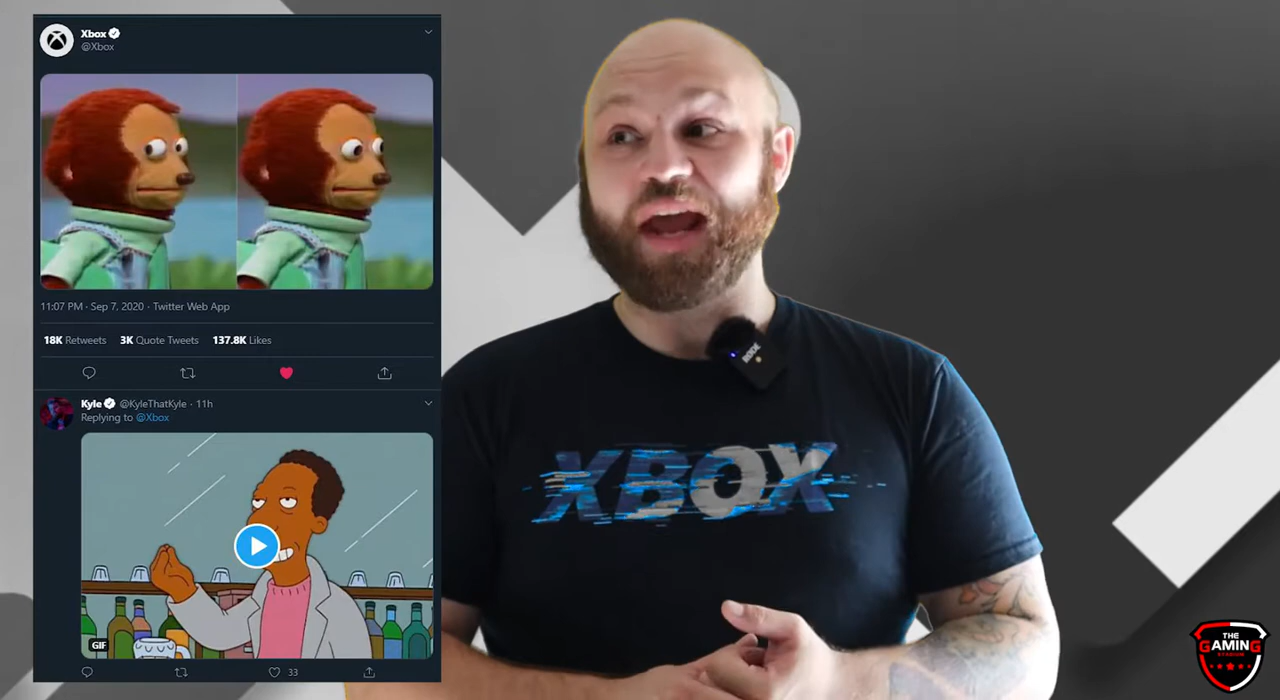 Xbox
@Xbox
11:07 PM · Sep 7, 2020 · Twitter Web App
18K Retweets 3K Quote Tweets 137.8K Likes
Kyle @KyleThatKyle · 11h
Replying to @Xbox
GIF
33
RODE
XBOX
THE
GAMING
STADIUM